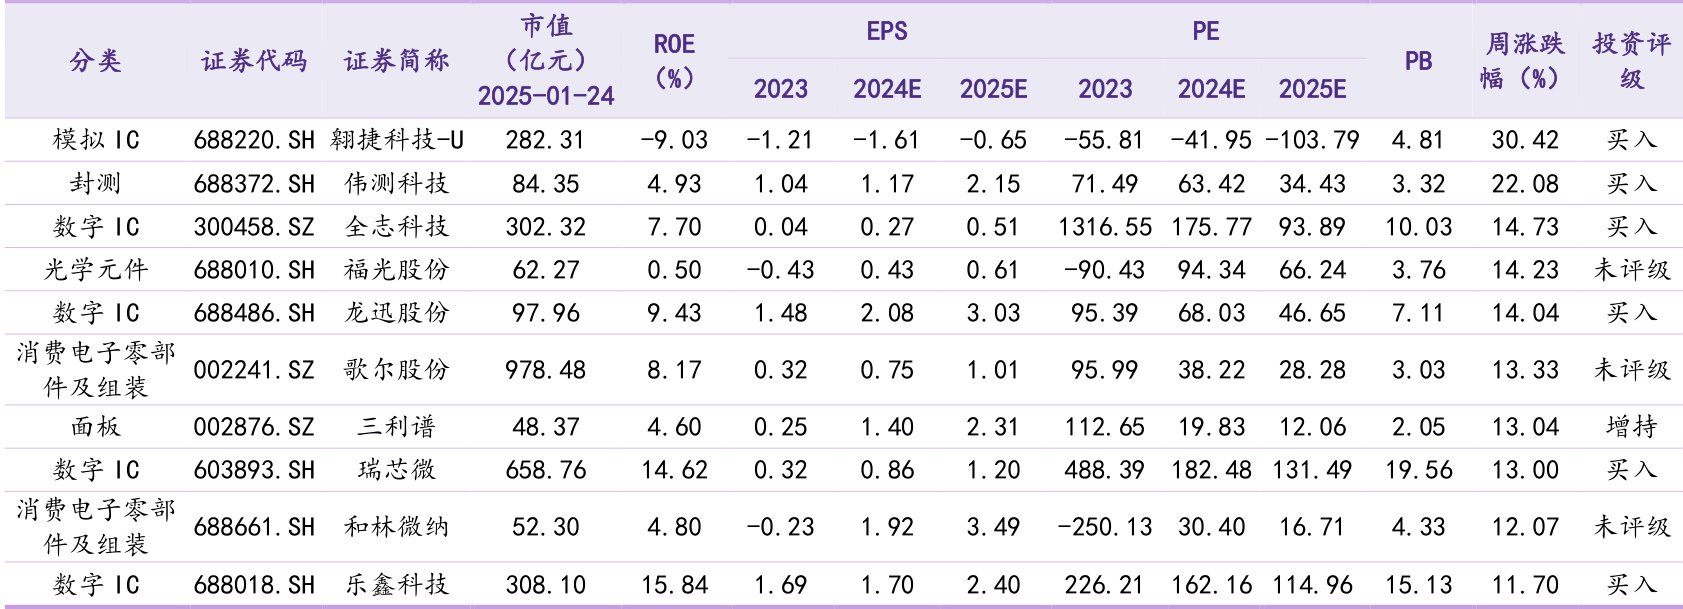 分类 证券代码 证券简称 市值（亿元）2025-01-24 ROE（%） EPS PE PB 周涨跌幅（%） 投资评级
2023 2024E 2025E 2023 2024E 2025E
模拟IC 688220.SH 翱捷科技-U 282.31 -9.03 -1.21 -1.61 -0.65 -55.81 -41.95 -103.79 4.81 30.42 买入
封测 688372.SH 伟测科技 84.35 4.93 1.04 1.17 2.15 71.49 63.42 34.43 3.32 22.08 买入
数字IC 300458.SZ 全志科技 302.32 7.70 0.04 0.27 0.51 1316.55 175.77 93.89 10.03 14.73 买入
光学元件 688010.SH 福光股份 62.27 0.50 -0.43 0.43 0.61 -90.43 94.34 66.24 3.76 14.23 未评级
数字IC 688486.SH 龙迅股份 97.96 9.43 1.48 2.08 3.03 95.39 68.03 46.65 7.11 14.04 买入
消费电子零部件及组装 002241.SZ 歌尔股份 978.48 8.17 0.32 0.75 1.01 95.99 38.22 28.28 3.03 13.33 未评级
面板 002876.SZ 三利谱 48.37 4.60 0.25 1.40 2.31 112.65 19.83 12.06 2.05 13.04 增持
数字IC 603893.SH 瑞芯微 658.76 14.62 0.32 0.86 1.20 488.39 182.48 131.49 19.56 13.00 买入
消费电子零部件及组装 688661.SH 和林微纳 52.30 4.80 -0.23 1.92 3.49 -250.13 30.40 16.71 4.33 12.07 未评级
数字IC 688018.SH 乐鑫科技 308.10 15.84 1.69 1.70 2.40 226.21 162.16 114.96 15.13 11.70 买入